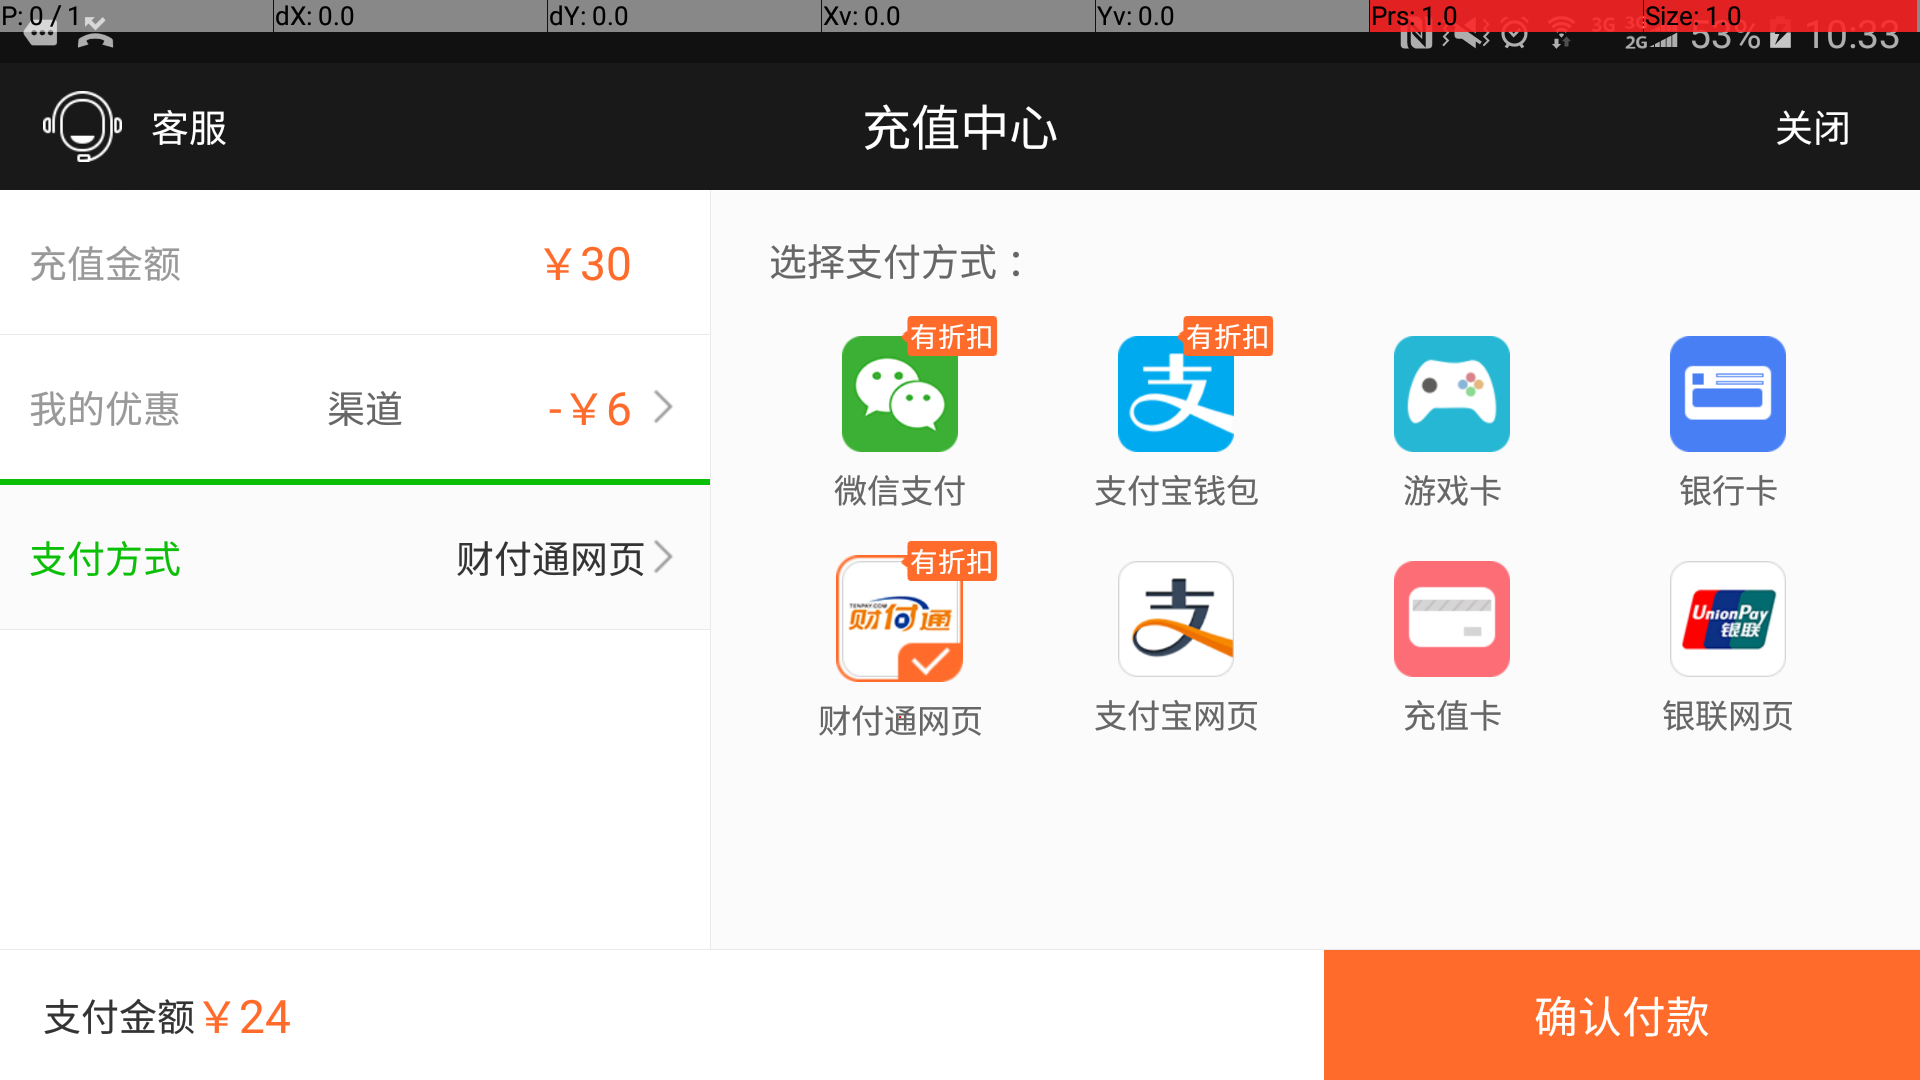 P: 0 / 1 dX: 0.0 dY: 0.0 Xv: 0.0 Yv: 0.0 Prs: 1.0 Size: 1.0
3G 3G 2G 53% 10:33
客服 充值中心 关闭
充值金额 ￥30
我的优惠 渠道 -￥6
支付方式 财付通网页
选择支付方式：
有折扣 有折扣
微信支付 支付宝钱包 游戏卡 银行卡
有折扣
TENPAY.COM 财付通 UnionPay 银联
财付通网页 支付宝网页 充值卡 银联网页
支付金额￥24 确认付款